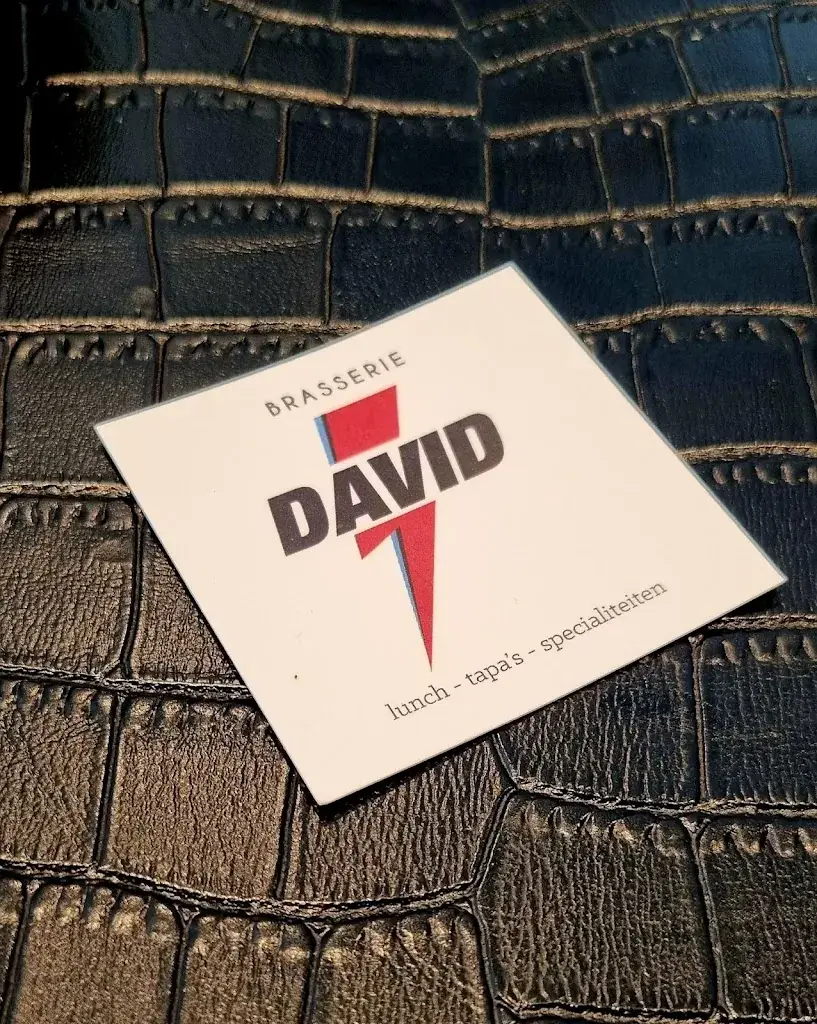 BRASSERIE
DAVID
lunch - tapa's - specialiteiten